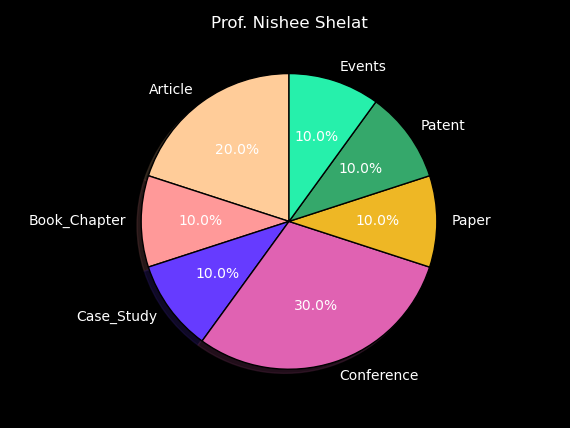 Prof. Nishee Shelat
Events
Article
Patent
10.0%
20.0%
10.0%
Book_Chapter
10.0%
10.0%
Paper
10.0%
30.0%
Case_Study
Conference